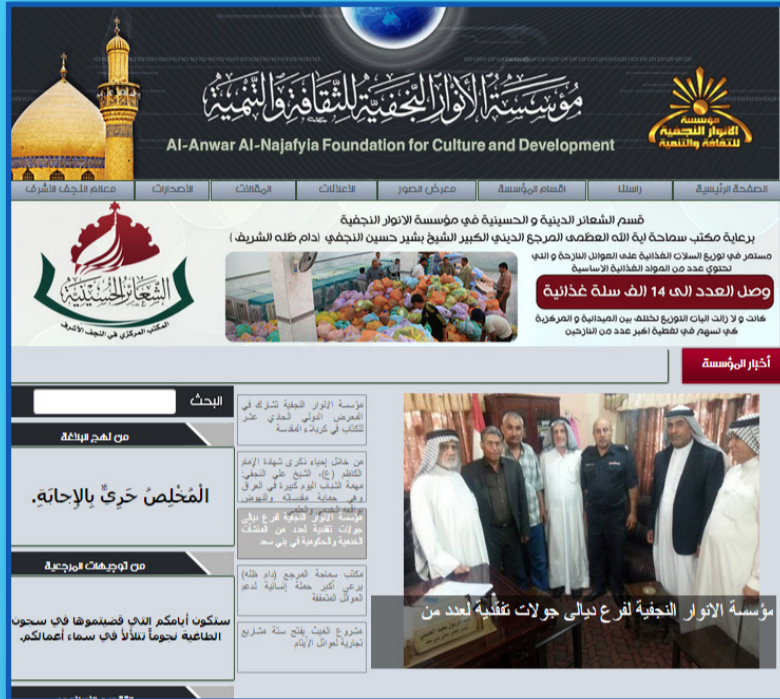 مؤسسة الأنوار النجفية للثقافة والتنمية
Al-Anwar Al-Najafyia Foundation for Culture and Development
مؤسسة
الانوار النجفية
للثقافة والتنمية
الصفحة الرئيسية
راسلنا
اقسام المؤسسة
معرض الصور
الاعلانات
المقالات
الاصدارات
معالم النجف الأشرف
قسم الشعائر الدينية و الحسينية في مؤسسة الانوار النجفية
برعاية مكتب سماحة اية الله العظمى المرجع الديني الكبير الشيخ بشير حسين النجفي ( دام ظله الشريف )
مستمر في توزيع السلات الغذائية على العوائل النازحة و التي
تحتوي عدد من المواد الغذائية الاساسية
وصل العدد الى 14 الف سلة غذائية
كانت و لا زالت اليات التوزيع تختلف بين الميدانية و المركزية
كي تسهم في تغطية اكبر عدد من النازحين
الشعائر الحسينية
المكتب المركزي في النجف الأشرف
أخبار المؤسسة
مؤسسة الانوار النجفية لفرع ديالى جولات تفقدية لعدد من
مؤسسة الانوار النجفية تشارك في
المعرض الدولي الحادي عشر
للكتاب في كربلاء المقدسة
من خلال إحياء ذكرى شهادة الإمام
الكاظم (ع)، الشيخ علي النجفي:
مهمة الشباب اليوم كبيرة في العراق
وهي حماية مقدساته والنهوض
بواقعه الخدمي والعلمي
مؤسسة الانوار النجفية لفرع ديالى
جولات تفقدية لعدد من المنشآت
الخدمية والحكومية في بني سعد
مكتب سماحة المرجع (دام ظله)
يرعى أكبر حملة إنسانية لدعم
العوائل المتعففة
مشروع الغيث يفتح ستة مشاريع
تجارية لعوائل الأيتام
البحث
من نهج البلاغة
الْمُخْلِصُ حَرِيٌّ بِالإِجابَةِ.
من توجيهات المرجعية
ستكون أيامكم التي قضيتموها في سجون
الطاغية نجوماً تتلألأ في سماء أعمالكم.